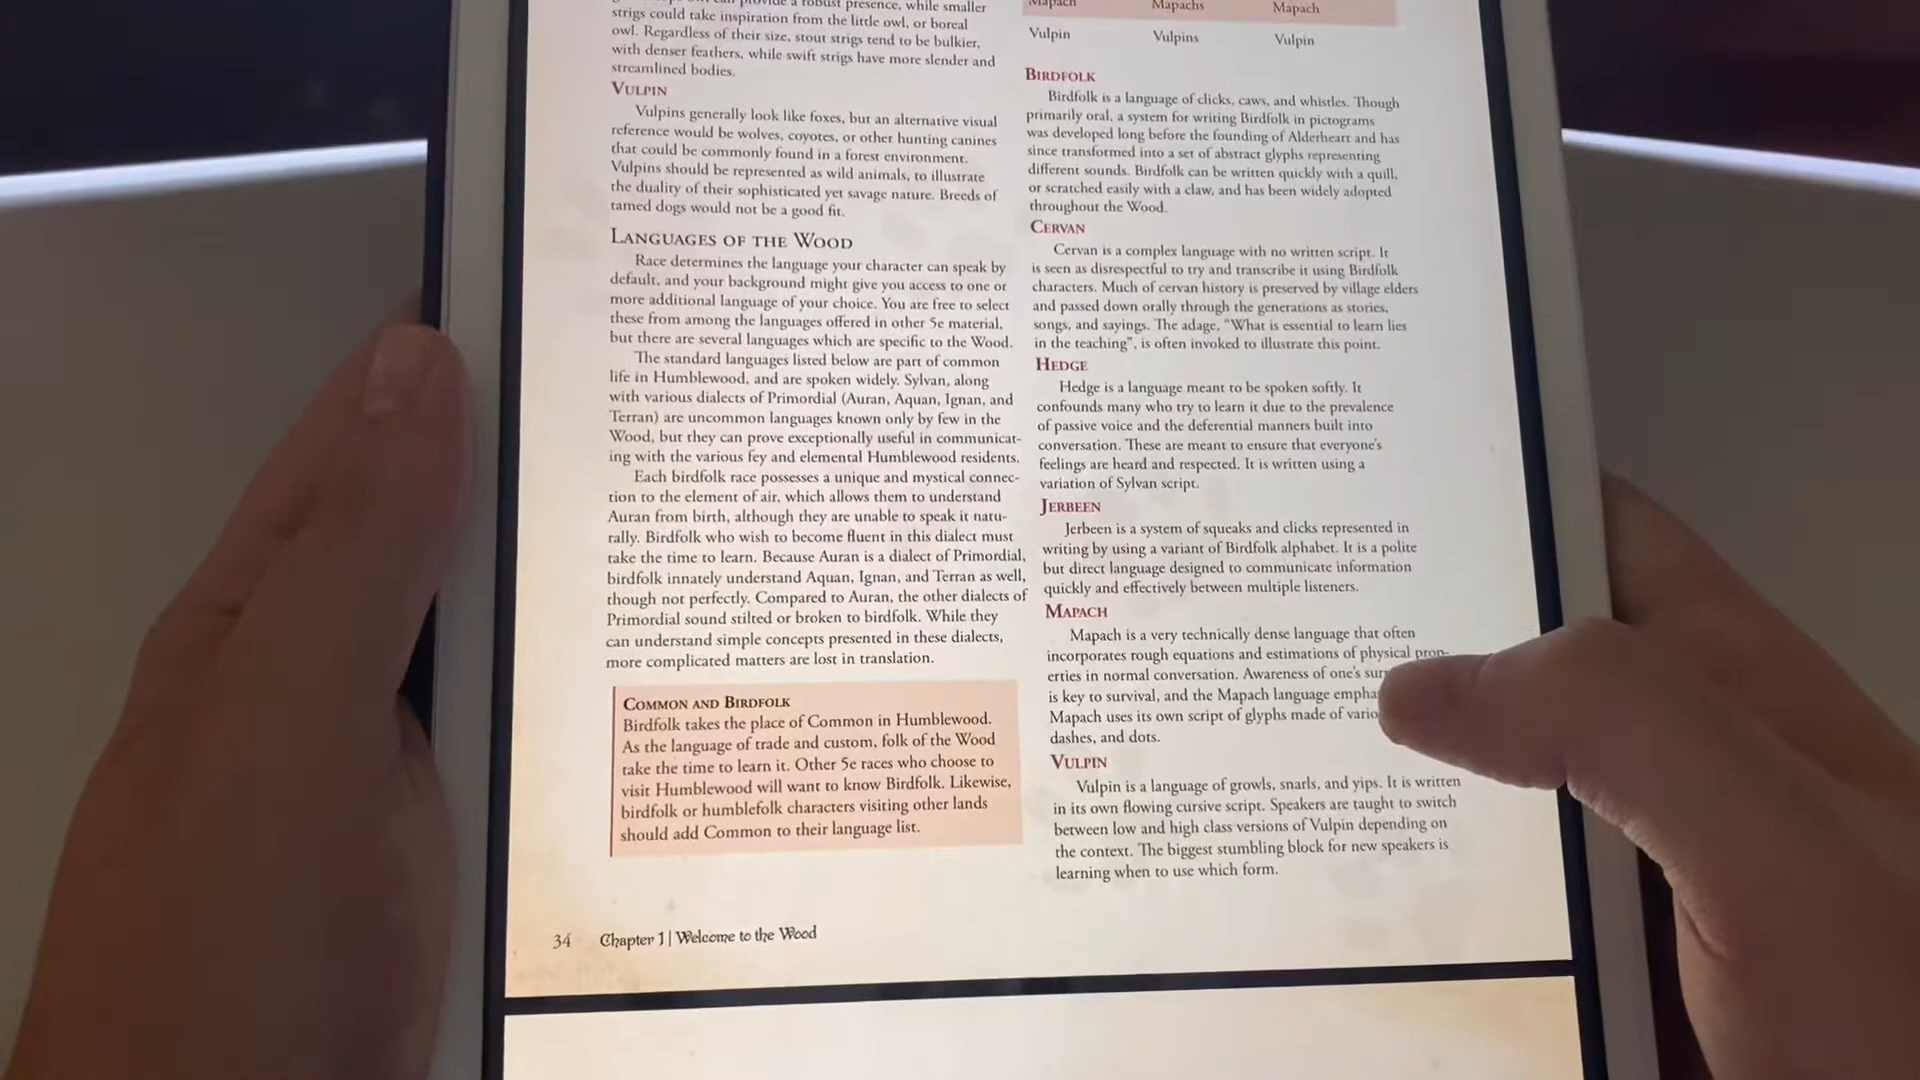 robust presence, while smaller
strigs could take inspiration from the little owl, or boreal
owl. Regardless of their size, stout strigs tend to be bulkier,
with denser feathers, while swift strigs have more slender and
streamlined bodies.
VULPIN
Vulpins generally look like foxes, but an alternative visual
reference would be wolves, coyotes, or other hunting canines
that could be commonly found in a forest environment.
Vulpins should be represented as wild animals, to illustrate
the duality of their sophisticated yet savage nature. Breeds of
tamed dogs would not be a good fit.
LANGUAGES OF THE WOOD
Race determines the language your character can speak by
default, and your background might give you access to one or
more additional language of your choice. You are free to select
these from among the languages offered in other 5e material,
but there are several languages which are specific to the Wood.
The standard languages listed below are part of common
life in Humblewood, and are spoken widely. Sylvan, along
with various dialects of Primordial (Auran, Aquan, Ignan, and
Terran) are uncommon languages known only by few in the
Wood, but they can prove exceptionally useful in communicat-
ing with the various fey and elemental Humblewood residents.
Each birdfolk race possesses a unique and mystical connec-
tion to the element of air, which allows them to understand
Auran from birth, although they are unable to speak it natu-
rally. Birdfolk who wish to become fluent in this dialect must
take the time to learn. Because Auran is a dialect of Primordial,
birdfolk innately understand Aquan, Ignan, and Terran as well,
though not perfectly. Compared to Auran, the other dialects of
Primordial sound stilted or broken to birdfolk. While they
can understand simple concepts presented in these dialects,
more complicated matters are lost in translation.
COMMON AND BIRDFOLK
Birdfolk takes the place of Common in Humblewood.
As the language of trade and custom, folk of the Wood
take the time to learn it. Other 5e races who choose to
visit Humblewood will want to know Birdfolk. Likewise,
birdfolk or humblefolk characters visiting other lands
should add Common to their language list.
34 Chapter 1 | Welcome to the Wood
Mapach Mapachs Mapach
Vulpin Vulpins Vulpin
BIRDFOLK
Birdfolk is a language of clicks, caws, and whistles. Though
primarily oral, a system for writing Birdfolk in pictograms
was developed long before the founding of Alderheart and has
since transformed into a set of abstract glyphs representing
different sounds. Birdfolk can be written quickly with a quill,
or scratched easily with a claw, and has been widely adopted
throughout the Wood.
CERVAN
Cervan is a complex language with no written script. It
is seen as disrespectful to try and transcribe it using Birdfolk
characters. Much of cervan history is preserved by village elders
and passed down orally through the generations as stories,
songs, and sayings. The adage, "What is essential to learn lies
in the teaching", is often invoked to illustrate this point.
HEDGE
Hedge is a language meant to be spoken softly. It
confounds many who try to learn it due to the prevalence
of passive voice and the deferential manners built into
conversation. These are meant to ensure that everyone's
feelings are heard and respected. It is written using a
variation of Sylvan script.
JERBEEN
Jerbeen is a system of squeaks and clicks represented in
writing by using a variant of Birdfolk alphabet. It is a polite
but direct language designed to communicate information
quickly and effectively between multiple listeners.
MAPACH
Mapach is a very technically dense language that often
incorporates rough equations and estimations of physical prop-
erties in normal conversation. Awareness of one's
is key to survival, and the Mapach language
Mapach uses its own script of glyphs made of
dashes, and dots.
VULPIN
Vulpin is a language of growls, snarls, and yips. It is written
in its own flowing cursive script. Speakers are taught to switch
between low and high class versions of Vulpin depending on
the context. The biggest stumbling block for new speakers is
learning when to use which form.